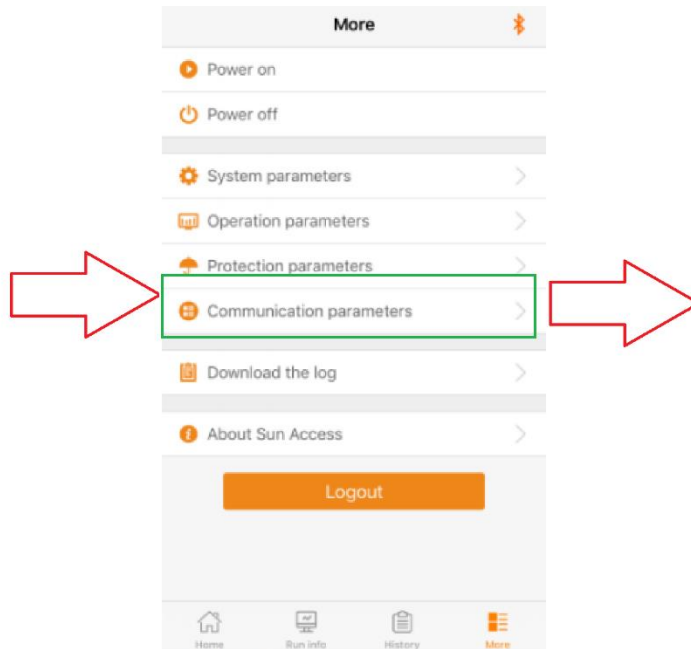 More
Power on
Power off
System parameters
Operation parameters
Protection parameters
Communication parameters
Download the log
About Sun Access
Logout
Home
Run info
History
More